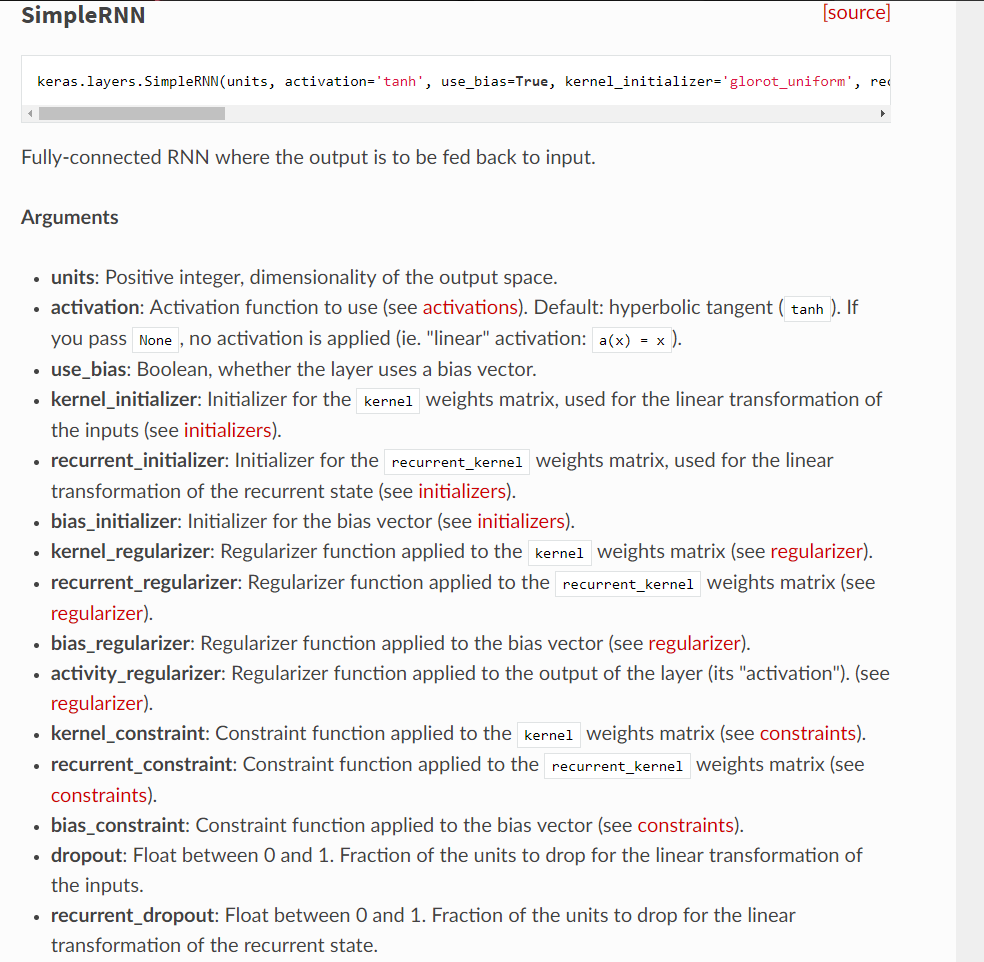 SimpleRNN
[source]
keras.layers.SimpleRNN(units, activation='tanh', use_bias=True, kernel_initializer='glorot_uniform', rec
Fully-connected RNN where the output is to be fed back to input.
Arguments
• units: Positive integer, dimensionality of the output space.
• activation: Activation function to use (see activations). Default: hyperbolic tangent ( tanh ). If
you pass None , no activation is applied (ie. "linear" activation: a(x) = x ).
• use_bias: Boolean, whether the layer uses a bias vector.
• kernel_initializer: Initializer for the kernel weights matrix, used for the linear transformation of
the inputs (see initializers).
• recurrent_initializer: Initializer for the recurrent_kernel weights matrix, used for the linear
transformation of the recurrent state (see initializers).
• bias_initializer: Initializer for the bias vector (see initializers).
• kernel_regularizer: Regularizer function applied to the kernel weights matrix (see regularizer).
• recurrent_regularizer: Regularizer function applied to the recurrent_kernel weights matrix (see
regularizer).
• bias_regularizer: Regularizer function applied to the bias vector (see regularizer).
• activity_regularizer: Regularizer function applied to the output of the layer (its "activation"). (see
regularizer).
• kernel_constraint: Constraint function applied to the kernel weights matrix (see constraints).
• recurrent_constraint: Constraint function applied to the recurrent_kernel weights matrix (see
constraints).
• bias_constraint: Constraint function applied to the bias vector (see constraints).
• dropout: Float between 0 and 1. Fraction of the units to drop for the linear transformation of
the inputs.
• recurrent_dropout: Float between 0 and 1. Fraction of the units to drop for the linear
transformation of the recurrent state.